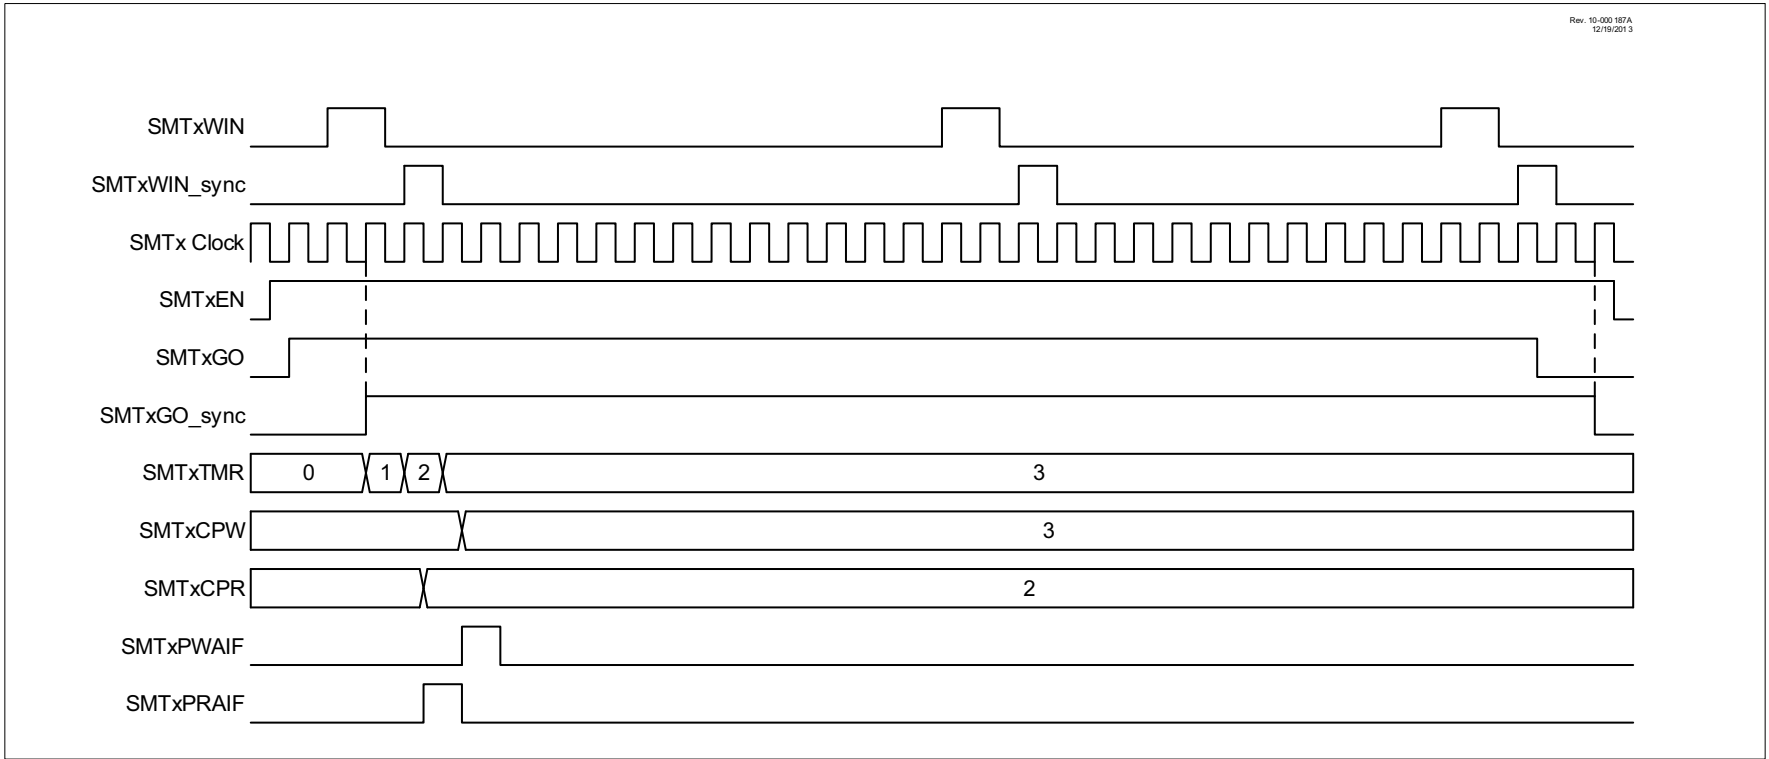 Rev. 10-000 187A
12/19/201 3
SMTxWIN
SMTxWIN_sync
SMTx Clock
SMTxEN
SMTxGO
SMTxGO_sync
SMTxTMR 0 1 2 3
SMTxCPW 3
SMTxCPR 2
SMTxPWAIF
SMTxPRAIF